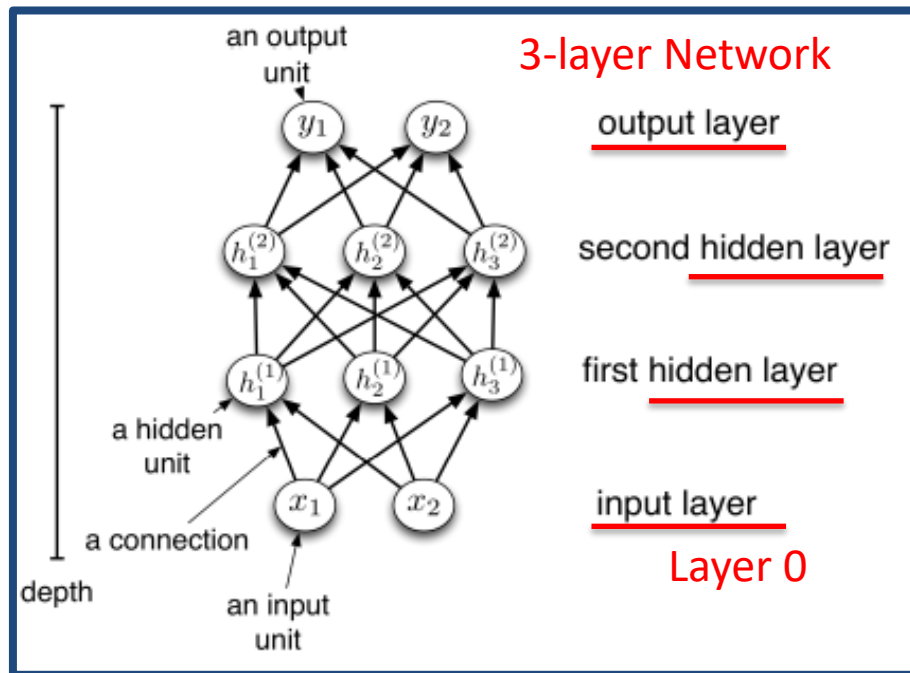 an output
unit
3-layer Network
y₁ y₂
output layer
h₁⁽²⁾ h₂⁽²⁾ h₃⁽²⁾
second hidden layer
h₁⁽¹⁾ h₂⁽¹⁾ h₃⁽¹⁾
first hidden layer
a hidden
unit
x₁ x₂
input layer
a connection
Layer 0
depth
an input
unit